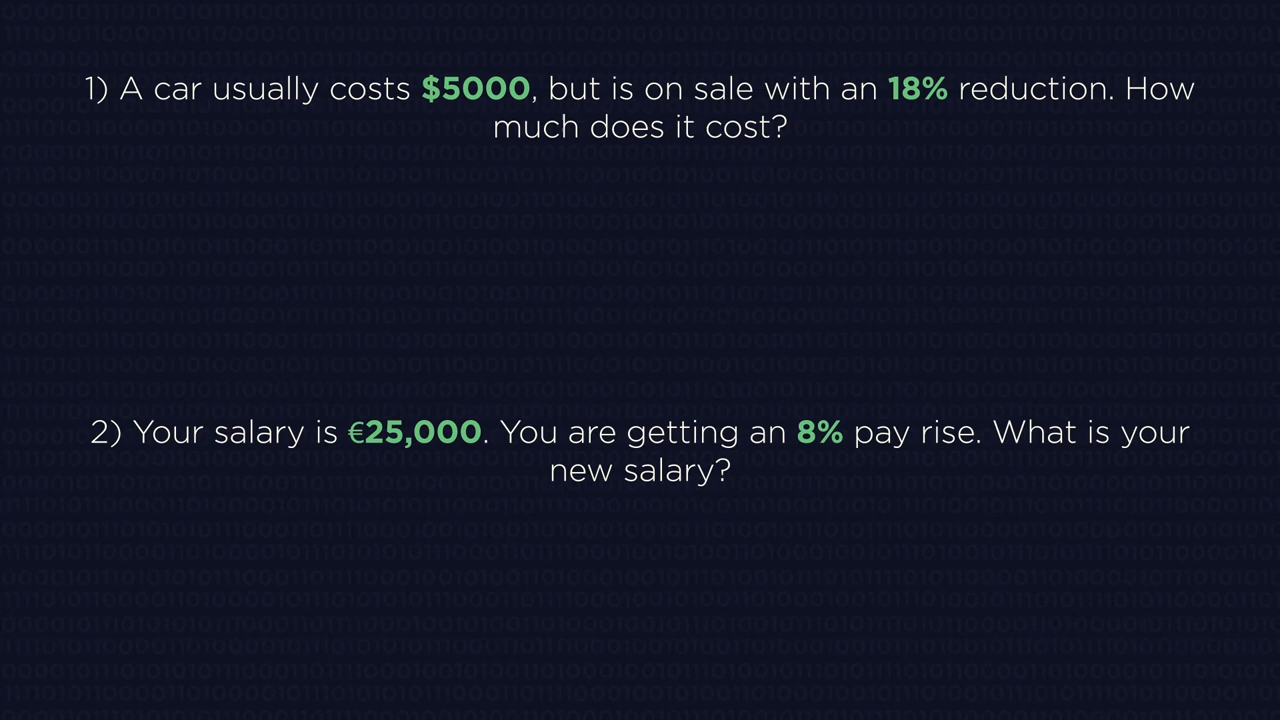 1) A car usually costs $5000, but is on sale with an 18% reduction. How
much does it cost?
2) Your salary is €25,000. You are getting an 8% pay rise. What is your
new salary?